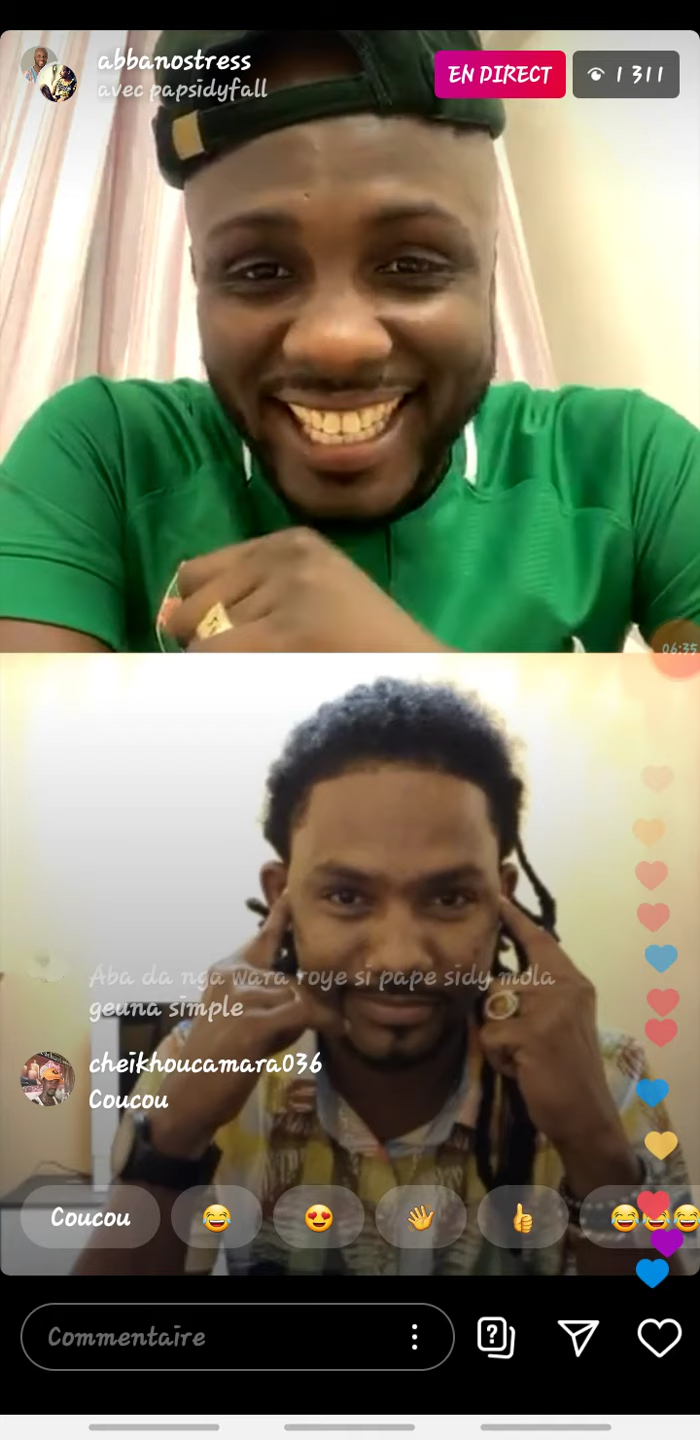 abbanostress
avec papsidyfall
EN DIRECT
1 311
06:35
Aba da nga wara roye si pape sidy mola
geuna simple
cheikhoucamara036
Coucou
Coucou
Commentaire